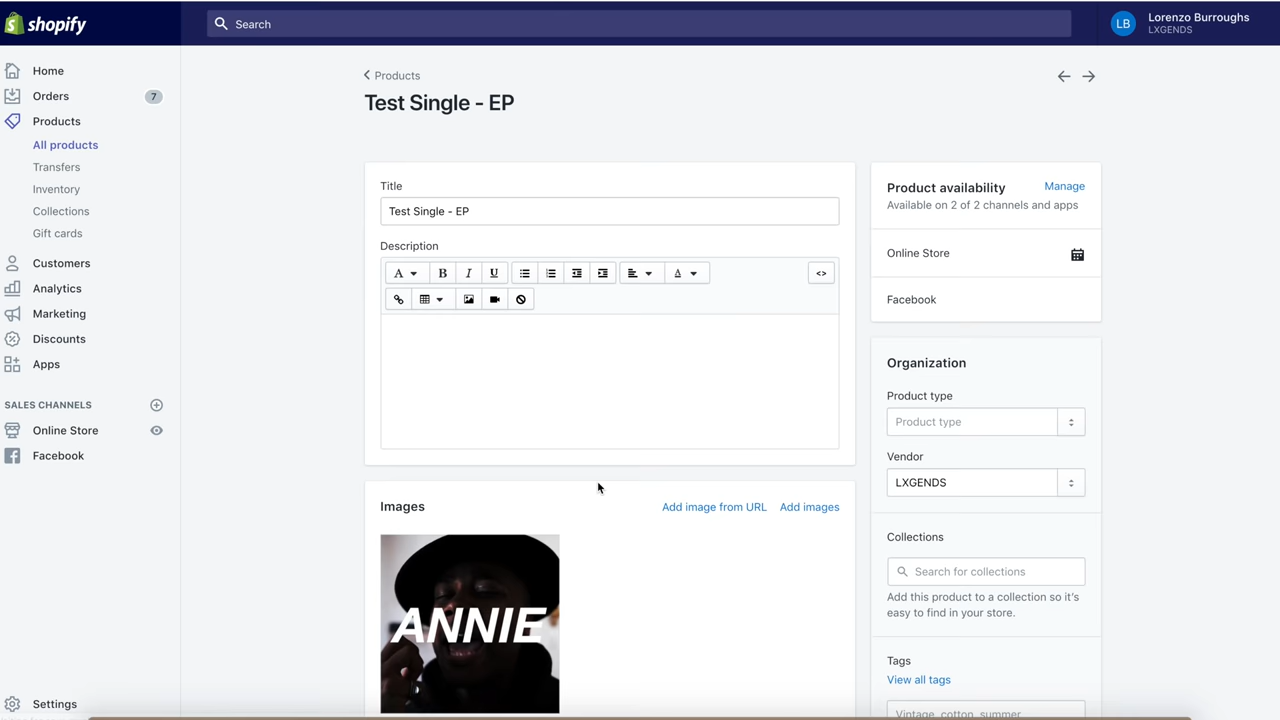 shopify
Search
LB
Lorenzo Burroughs
LXGENDS
Home
Orders
7
Products
All products
Transfers
Inventory
Collections
Gift cards
Customers
Analytics
Marketing
Discounts
Apps
SALES CHANNELS
Online Store
Facebook
Settings
Products
Test Single - EP
Title
Test Single - EP
Description
A
B
I
U
A
<>
Images
Add image from URL
Add images
ANNIE
Product availability
Manage
Available on 2 of 2 channels and apps
Online Store
Facebook
Organization
Product type
Product type
Vendor
LXGENDS
Collections
Search for collections
Add this product to a collection so it's
easy to find in your store.
Tags
View all tags
Vintage, cotton, summer